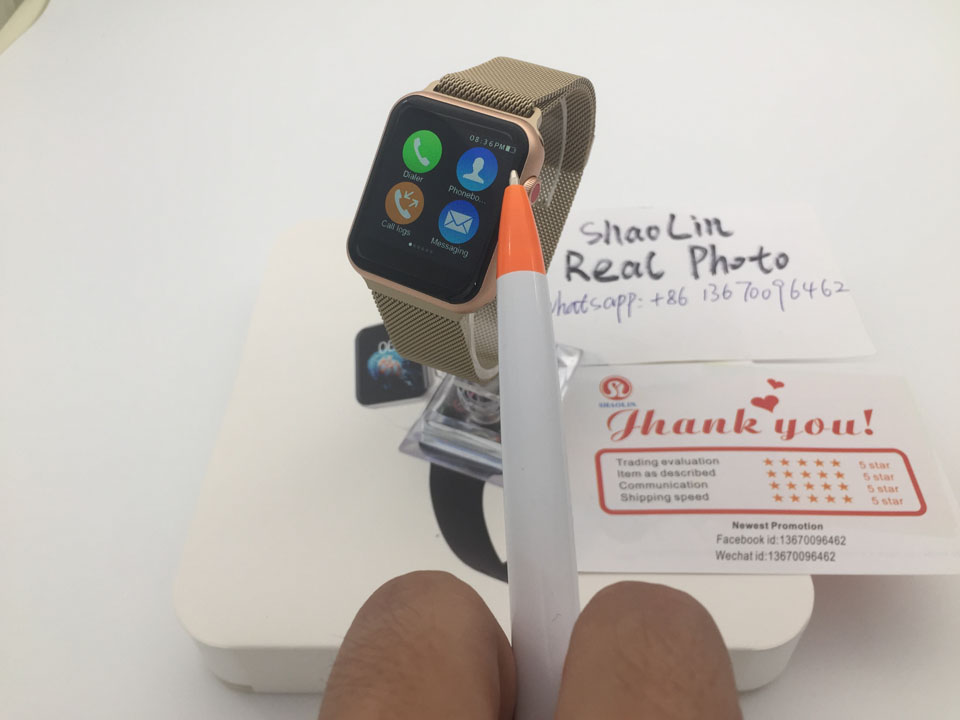 08:36PM
Dialer
Phonebo...
Call logs
Messaging
06
ShaoLin
Real Photo
whatsapp: +86 13670096462
SHAOLIN
Thank you!
Trading evaluation ★★★★★ 5 star
Item as described ★★★★★ 5 star
Communication ★★★★★ 5 star
Shipping speed ★★★★★ 5 star
Newest Promotion
Facebook id:13670096462
Wechat id:13670096462